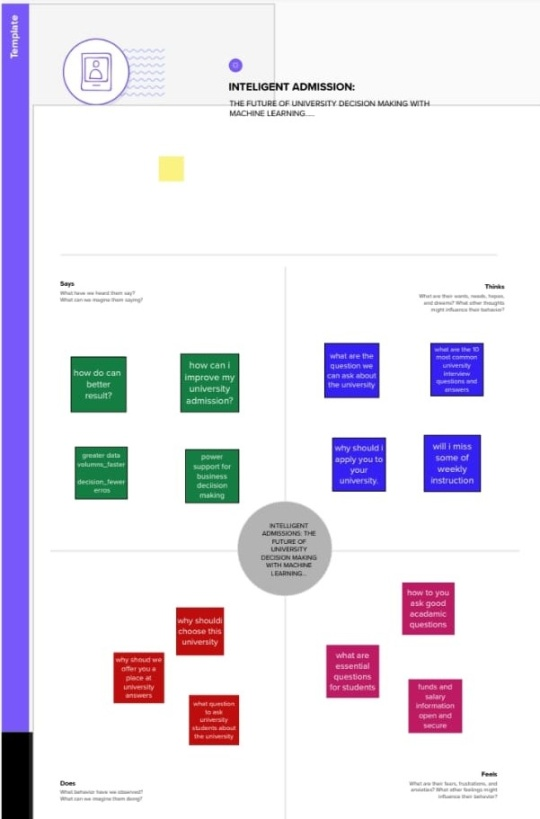 Template
INTELIGENT ADMISSION:
THE FUTURE OF UNIVERSITY DECISION MAKING WITH
MACHINE LEARNING....
Says
What have we heard them say?
What can we imagine them saying?
Thinks
What are their wants, needs, hopes,
and dreams? What other thoughts
might influence their behavior?
how do can
better
result?
how can i
improve my
university
admission?
greater data
volumns_faster
decision_fewer
erros
power
support for
business
decision
making
what are the
question we
can ask about
the university
what are the 10
most common
university
interview
questions and
answers
why should i
apply you to
your
university.
will i miss
some of
weekly
instruction
INTELLIGENT
ADMISSIONS: THE
FUTURE OF
UNIVERSITY
DECISION MAKING
WITH MACHINE
LEARNING...
why shouldi
choose this
university
why shoud we
offer you a
place at
university
answers
what question
to ask
university
students about
the university
how to you
ask good
acadamic
questions
what are
essential
questions
for students
funds and
salary
information
open and
secure
Does
What behavior have we observed?
What can we imagine them doing?
Feels
What are their fears, frustrations, and
anxieties? What other feelings might
influence their behavior?